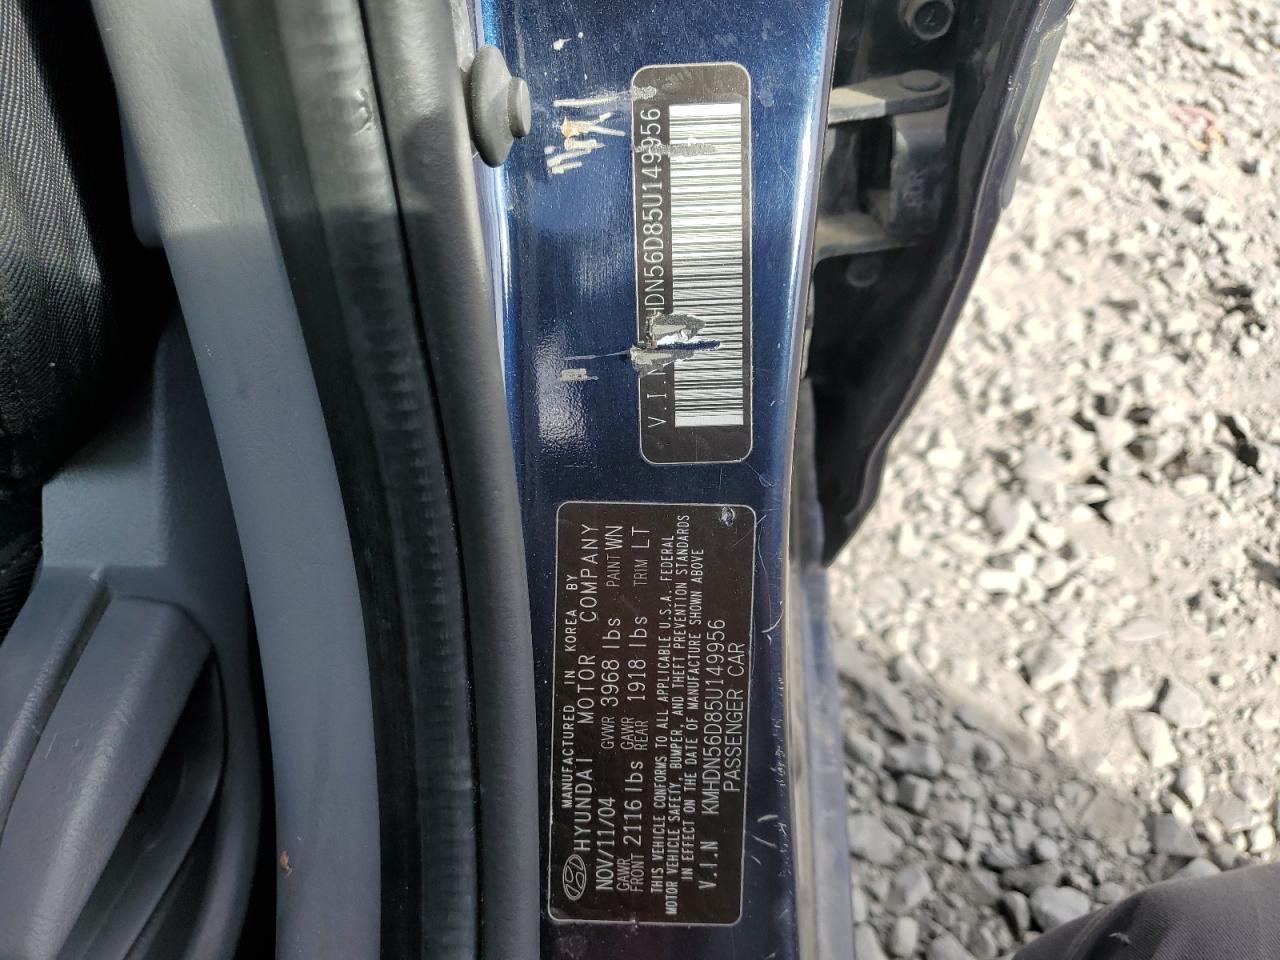 MANUFACTURED IN KOREA BY
HYUNDAI MOTOR COMPANY
NOV/11/04 GVWR 3968 lbs PAINT WN
GAWR FRONT 2116 lbs GAWR REAR 1918 lbs TRIM LT
THIS VEHICLE CONFORMS TO ALL APPLICABLE U.S.A. FEDERAL
MOTOR VEHICLE SAFETY, BUMPER, AND THEFT PREVENTION STANDARDS
IN EFFECT ON THE DATE OF MANUFACTURE SHOWN ABOVE
V.I.N KMHDN56D85U149956
PASSENGER CAR
V.I.N HDN56D85U149956